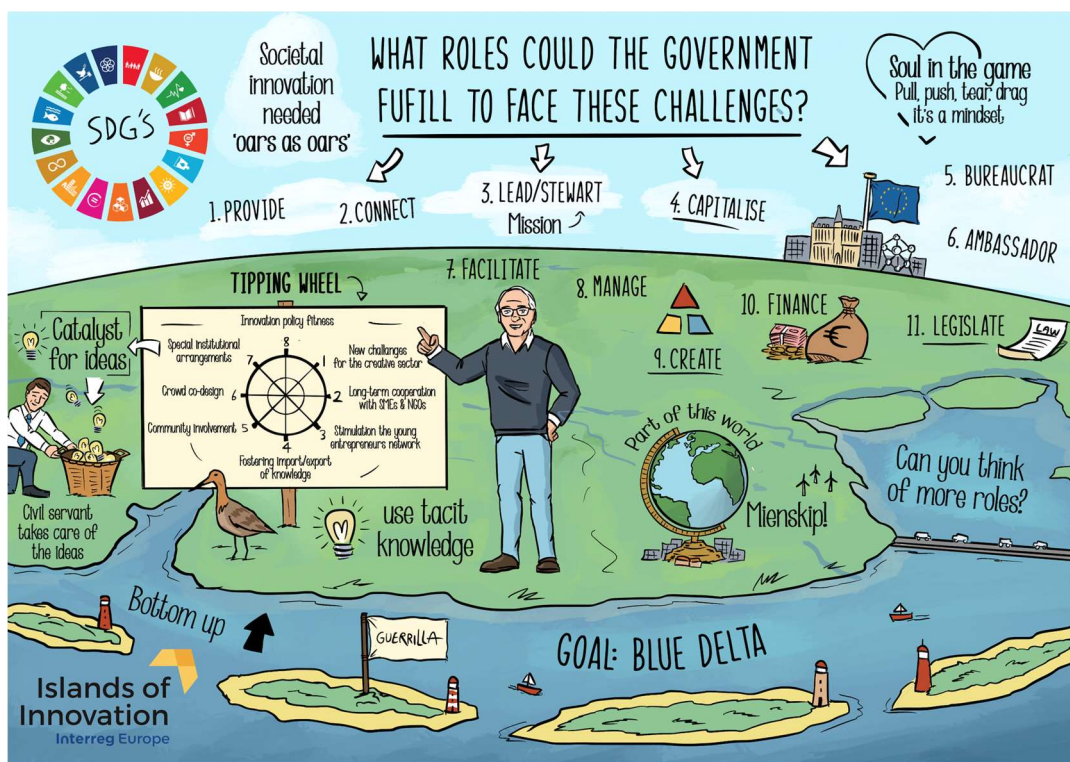 SDG'S
Societal
innovation
needed
'oars as oars'
WHAT ROLES COULD THE GOVERNMENT
FUFILL TO FACE THESE CHALLENGES?
Soul in the game
Pull, push, tear, drag
it's a mindset
1. PROVIDE
2. CONNECT
3. LEAD/STEWART
Mission
4. CAPITALISE
5. BUREAUCRAT
6. AMBASSADOR
7. FACILITATE
8. MANAGE
9. CREATE
10. FINANCE
€
11. LEGISLATE
LAW
TIPPING WHEEL
Innovation policy fitness
8
Special institutional
arrangements
7
1
New challenges
for the creative sector
Crowd co-design
6
2
Long-term cooperation
with SMEs & NGOs
Community involvement
5
3
Stimulation the young
entrepreneurs network
4
Fostering import/export
of knowledge
Catalyst
for ideas
Civil servant
takes care of
the ideas
use tacit
knowledge
Part of this world
Mienskip!
Can you think
of more roles?
Bottom up
GUERRILLA
GOAL: BLUE DELTA
Islands of
Innovation
Interreg Europe